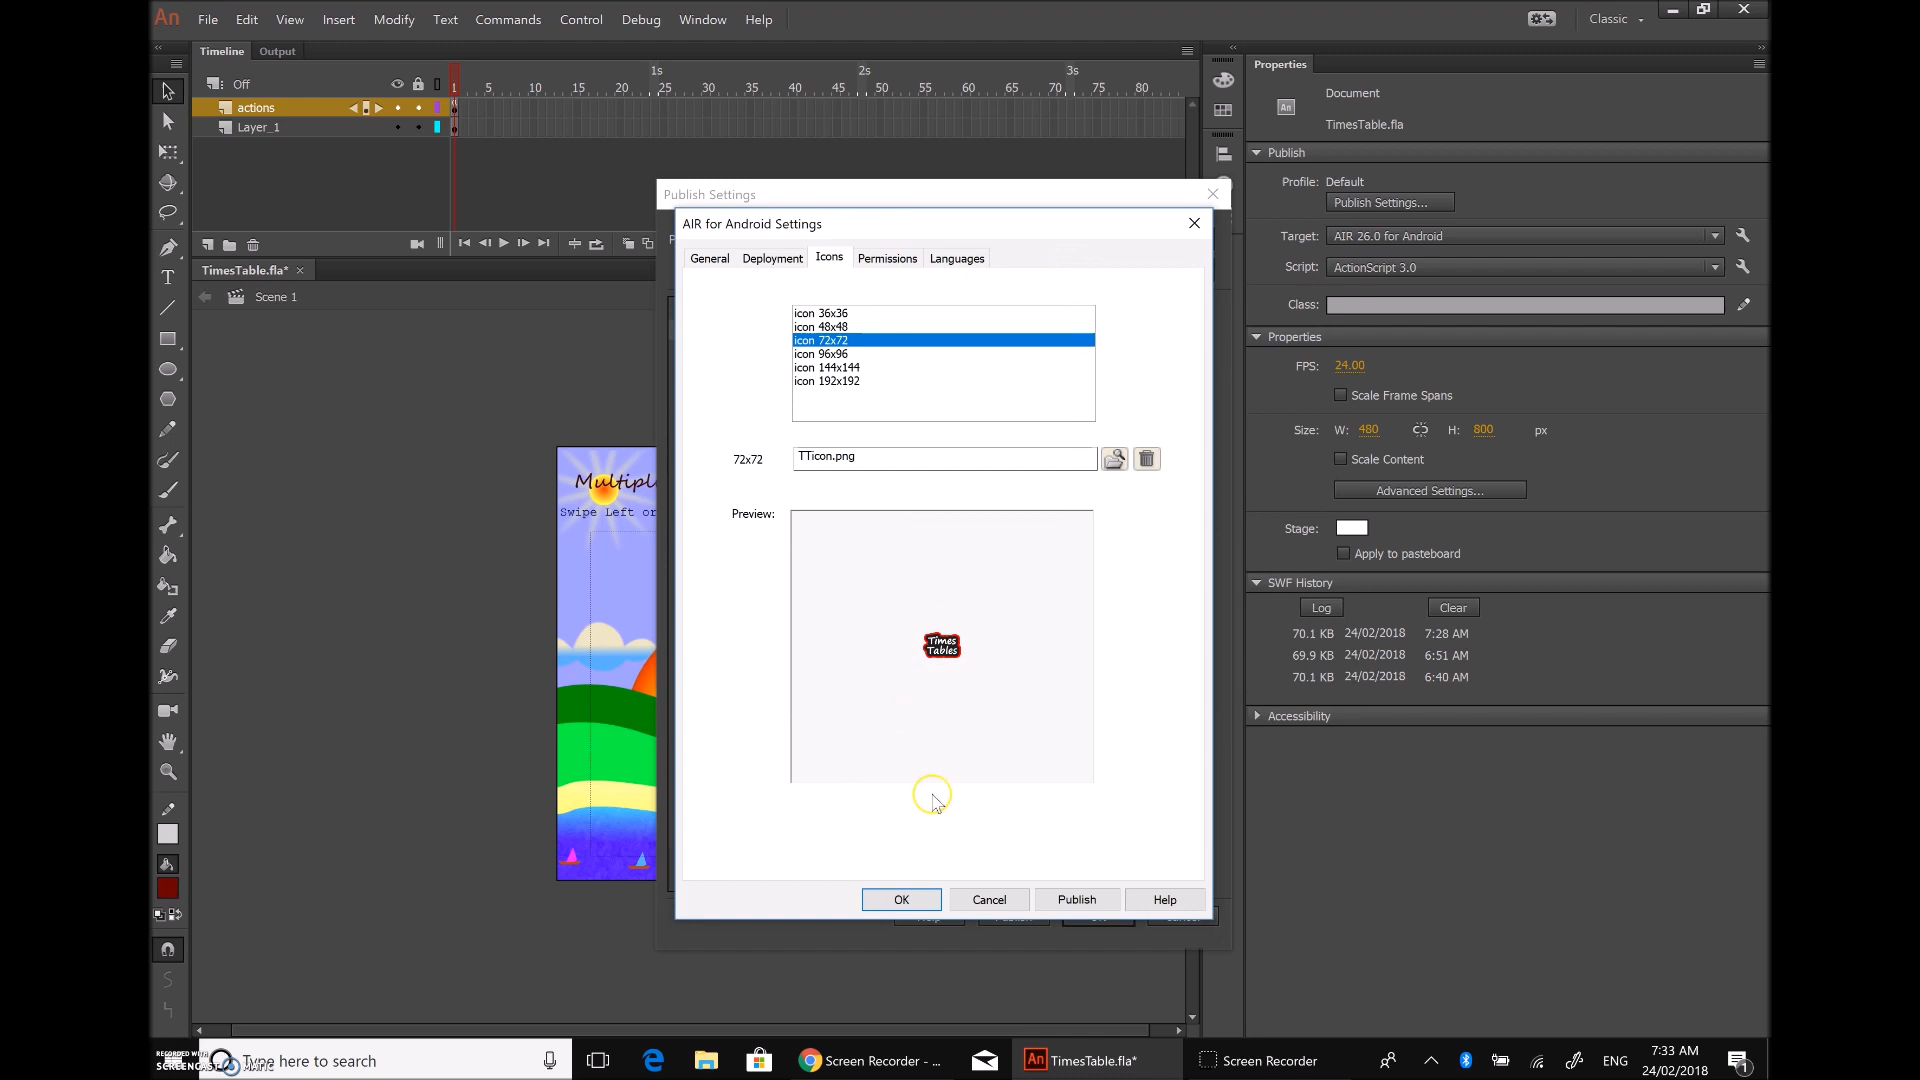 An File Edit View Insert Modify Text Commands Control Debug Window Help Classic
Timeline Output
Off 1s 2s 3s
1 5 10 15 20 25 30 35 40 45 50 55 60 65 70 75 80
actions
Layer_1
TimesTable.fla* ×
Scene 1
Multipl
Swipe Left or
Publish Settings
AIR for Android Settings
General Deployment Icons Permissions Languages
icon 36x36
icon 48x48
icon 72x72
icon 96x96
icon 144x144
icon 192x192
72x72 TTicon.png
Preview:
Times
Tables
OK Cancel Publish Help
Properties
An Document
TimesTable.fla
Publish
Profile: Default
Publish Settings...
Target: AIR 26.0 for Android
Script: ActionScript 3.0
Class:
Properties
FPS: 24.00
Scale Frame Spans
Size: W: 480 H: 800 px
Scale Content
Advanced Settings...
Stage:
Apply to pasteboard
SWF History
Log Clear
70.1 KB 24/02/2018 7:28 AM
69.9 KB 24/02/2018 6:51 AM
70.1 KB 24/02/2018 6:40 AM
Accessibility
RECORDED WITH
SCREENCAST MATIC
Type here to search
Screen Recorder - ...
An TimesTable.fla*
Screen Recorder
ENG
7:33 AM
24/02/2018
1